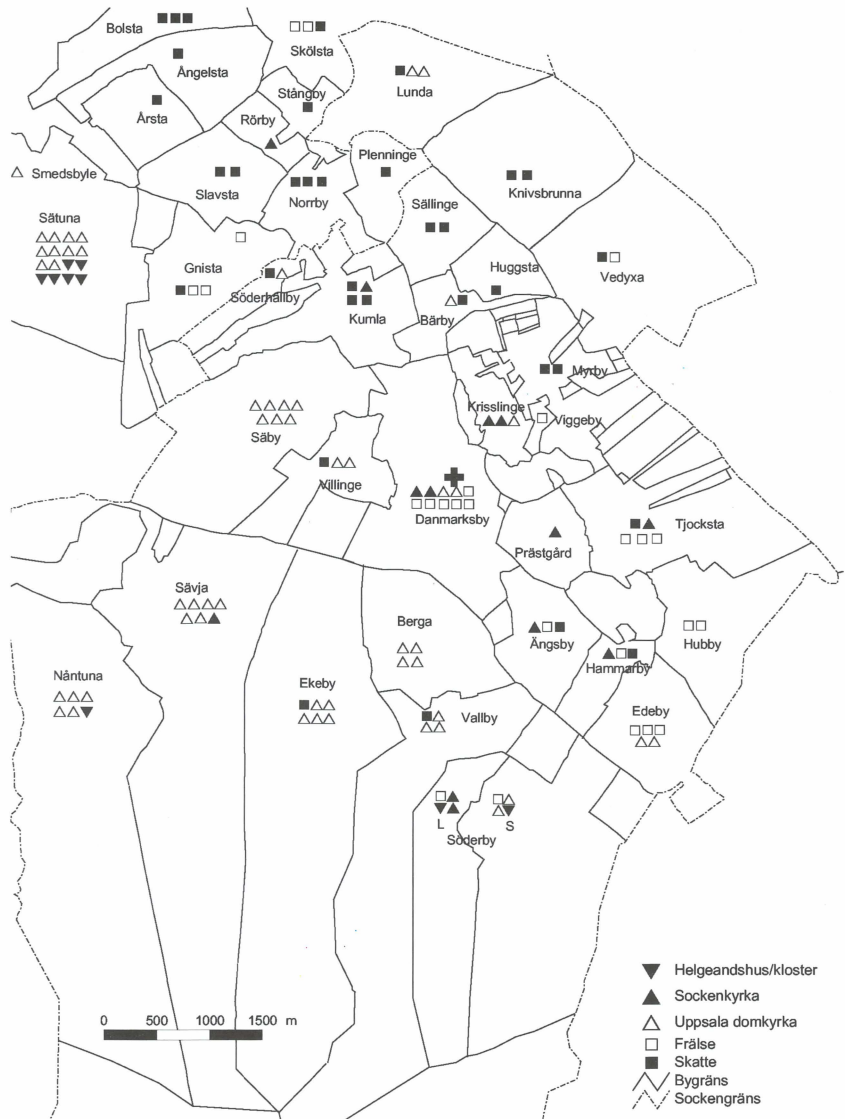 Bolsta
Skölsta
Ängelsta
Lunda
Stångby
Årsta
Rörby
Plenninge
Smedsbyle
Slavsta
Norrby
Knivsbrunna
Sätuna
Sällinge
Gnista
Huggsta
Vedyxa
Söderhällby
Kumla
Bärby
Myrby
Krisslinge
Viggeby
Säby
Villinge
Danmarksby
Tjocksta
Prästgård
Sävja
Berga
Ängsby
Hubby
Hammarby
Nåntuna
Ekeby
Vallby
Edeby
L S
Söderby
Helgeandshus/kloster
Sockenkyrka
Uppsala domkyrka
Frälse
Skatte
Bygräns
Sockengräns
0 500 1000 1500 m